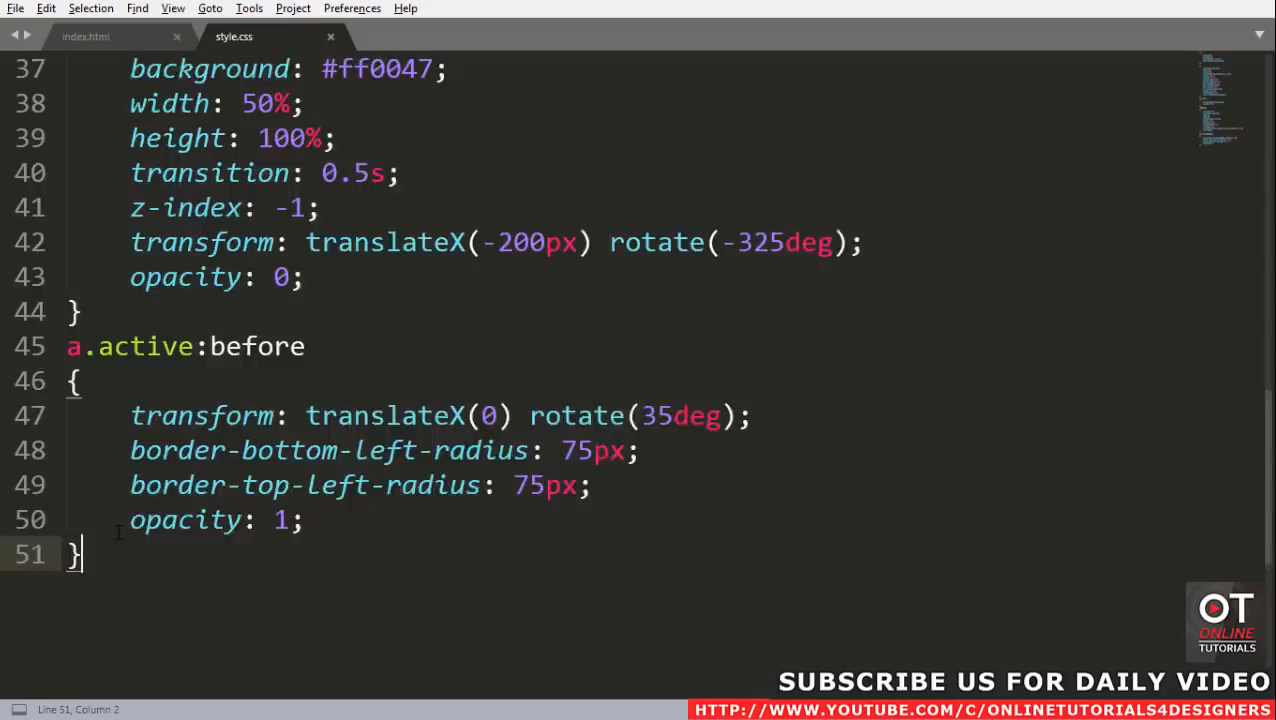 File Edit Selection Find View Goto Tools Project Preferences Help
index.html × style.css ×
37 background: #ff0047;
38 width: 50%;
39 height: 100%;
40 transition: 0.5s;
41 z-index: -1;
42 transform: translateX(-200px) rotate(-325deg);
43 opacity: 0;
44 }
45 a.active:before
46 {
47 transform: translateX(0) rotate(35deg);
48 border-bottom-left-radius: 75px;
49 border-top-left-radius: 75px;
50 opacity: 1;
51 }
OT
ONLINE
TUTORIALS
SUBSCRIBE US FOR DAILY VIDEO
Line 51, Column 2
HTTP://WWW.YOUTUBE.COM/C/ONLINETUTORIALS4DESIGNERS